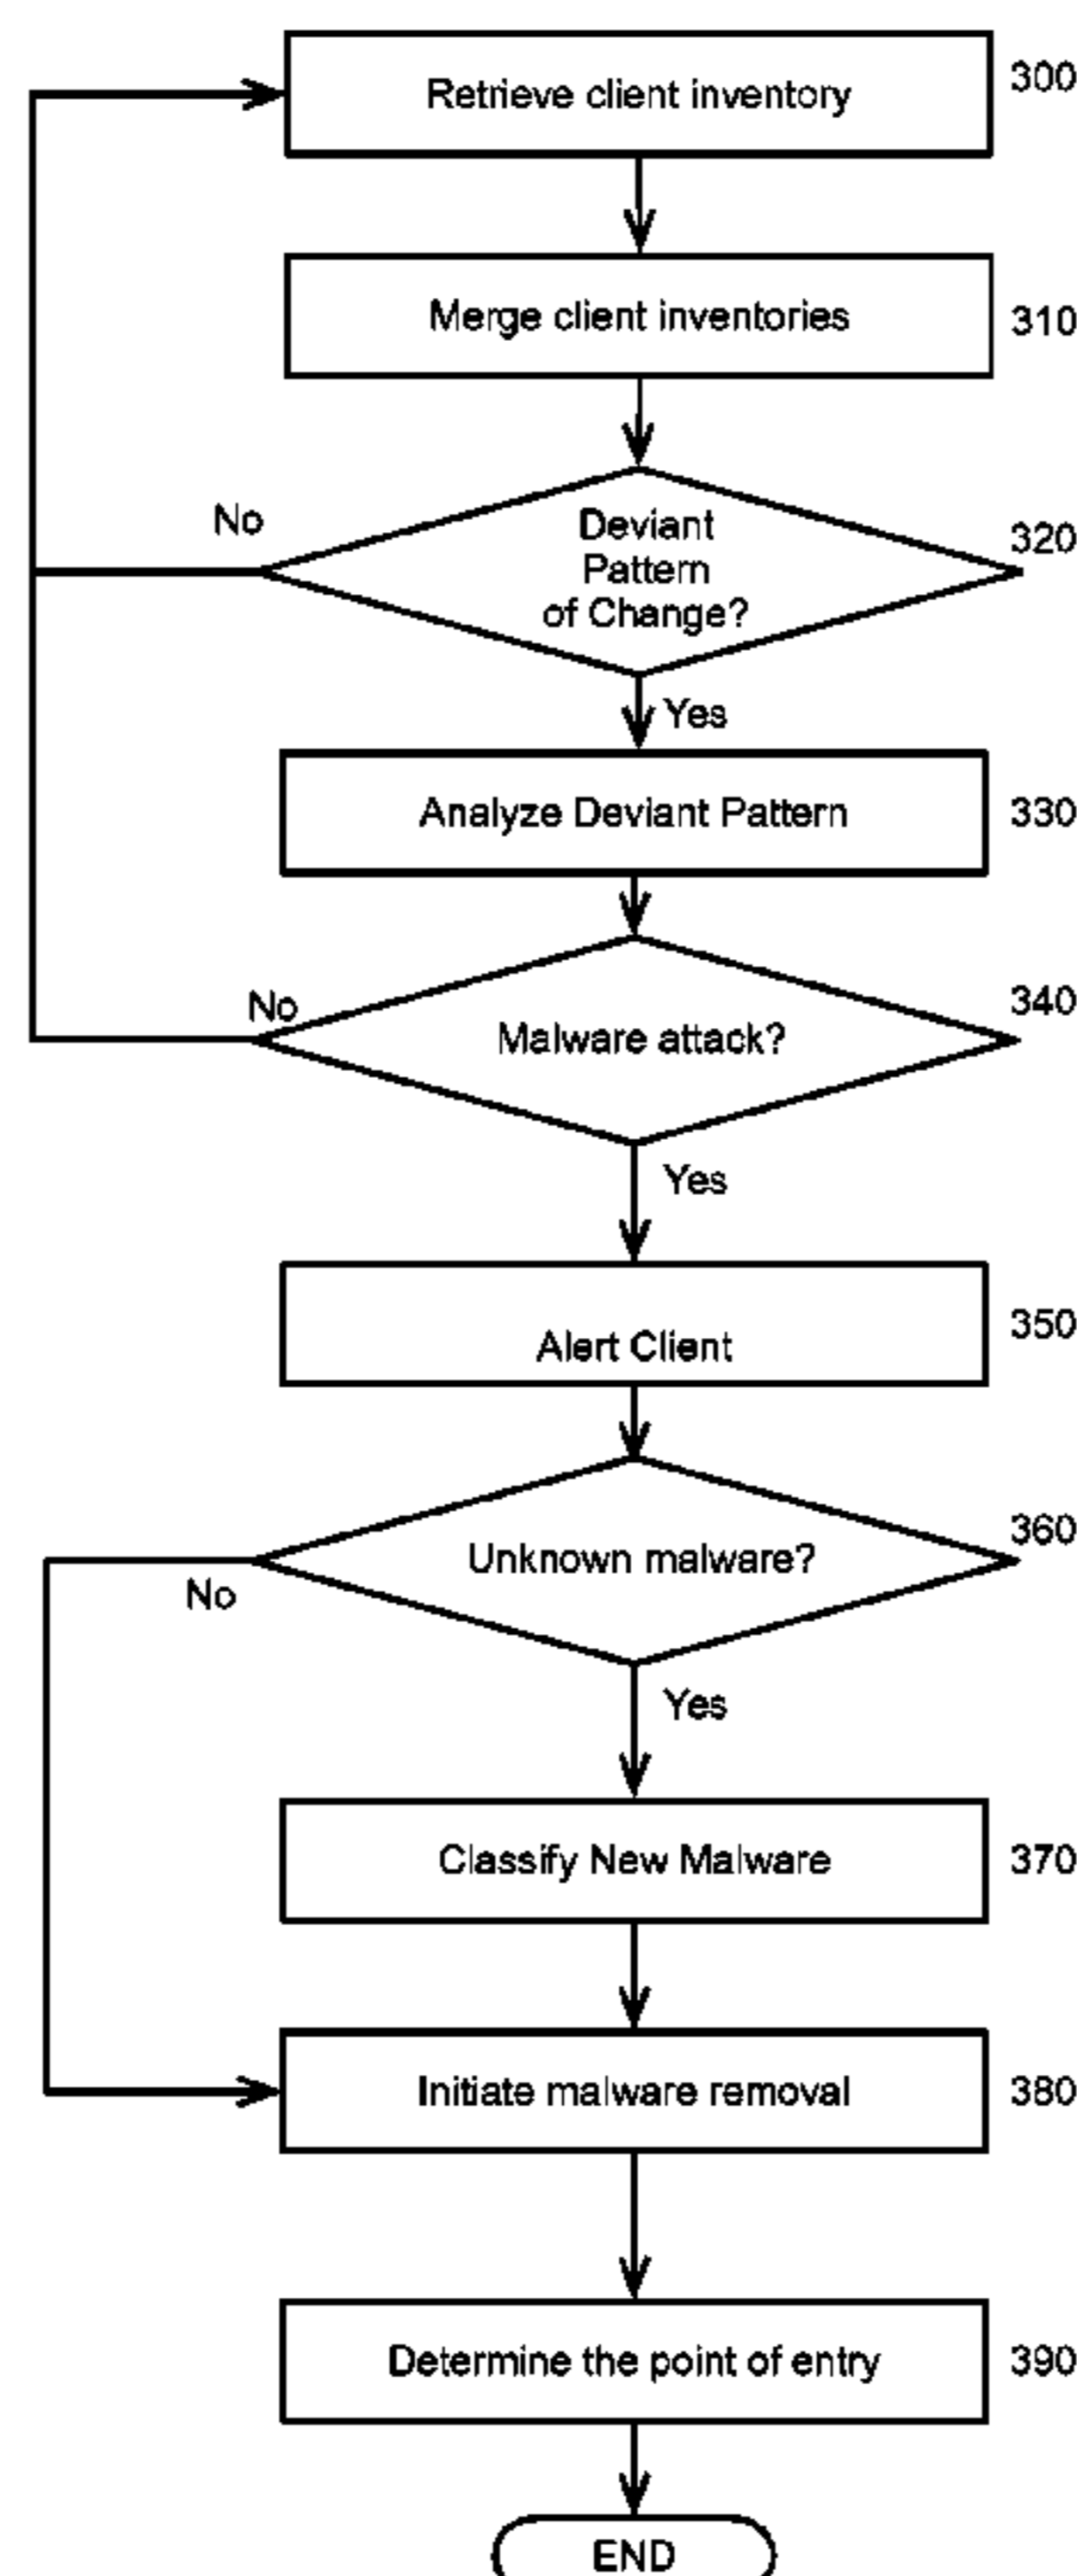 Retrieve client inventory
300
Merge client inventories
310
No
Deviant
Pattern
of Change?
320
Yes
Analyze Deviant Pattern
330
No
Malware attack?
340
Yes
Alert Client
350
Unknown malware?
360
No
Yes
Classify New Malware
370
Initiate malware removal
380
Determine the point of entry
390
END